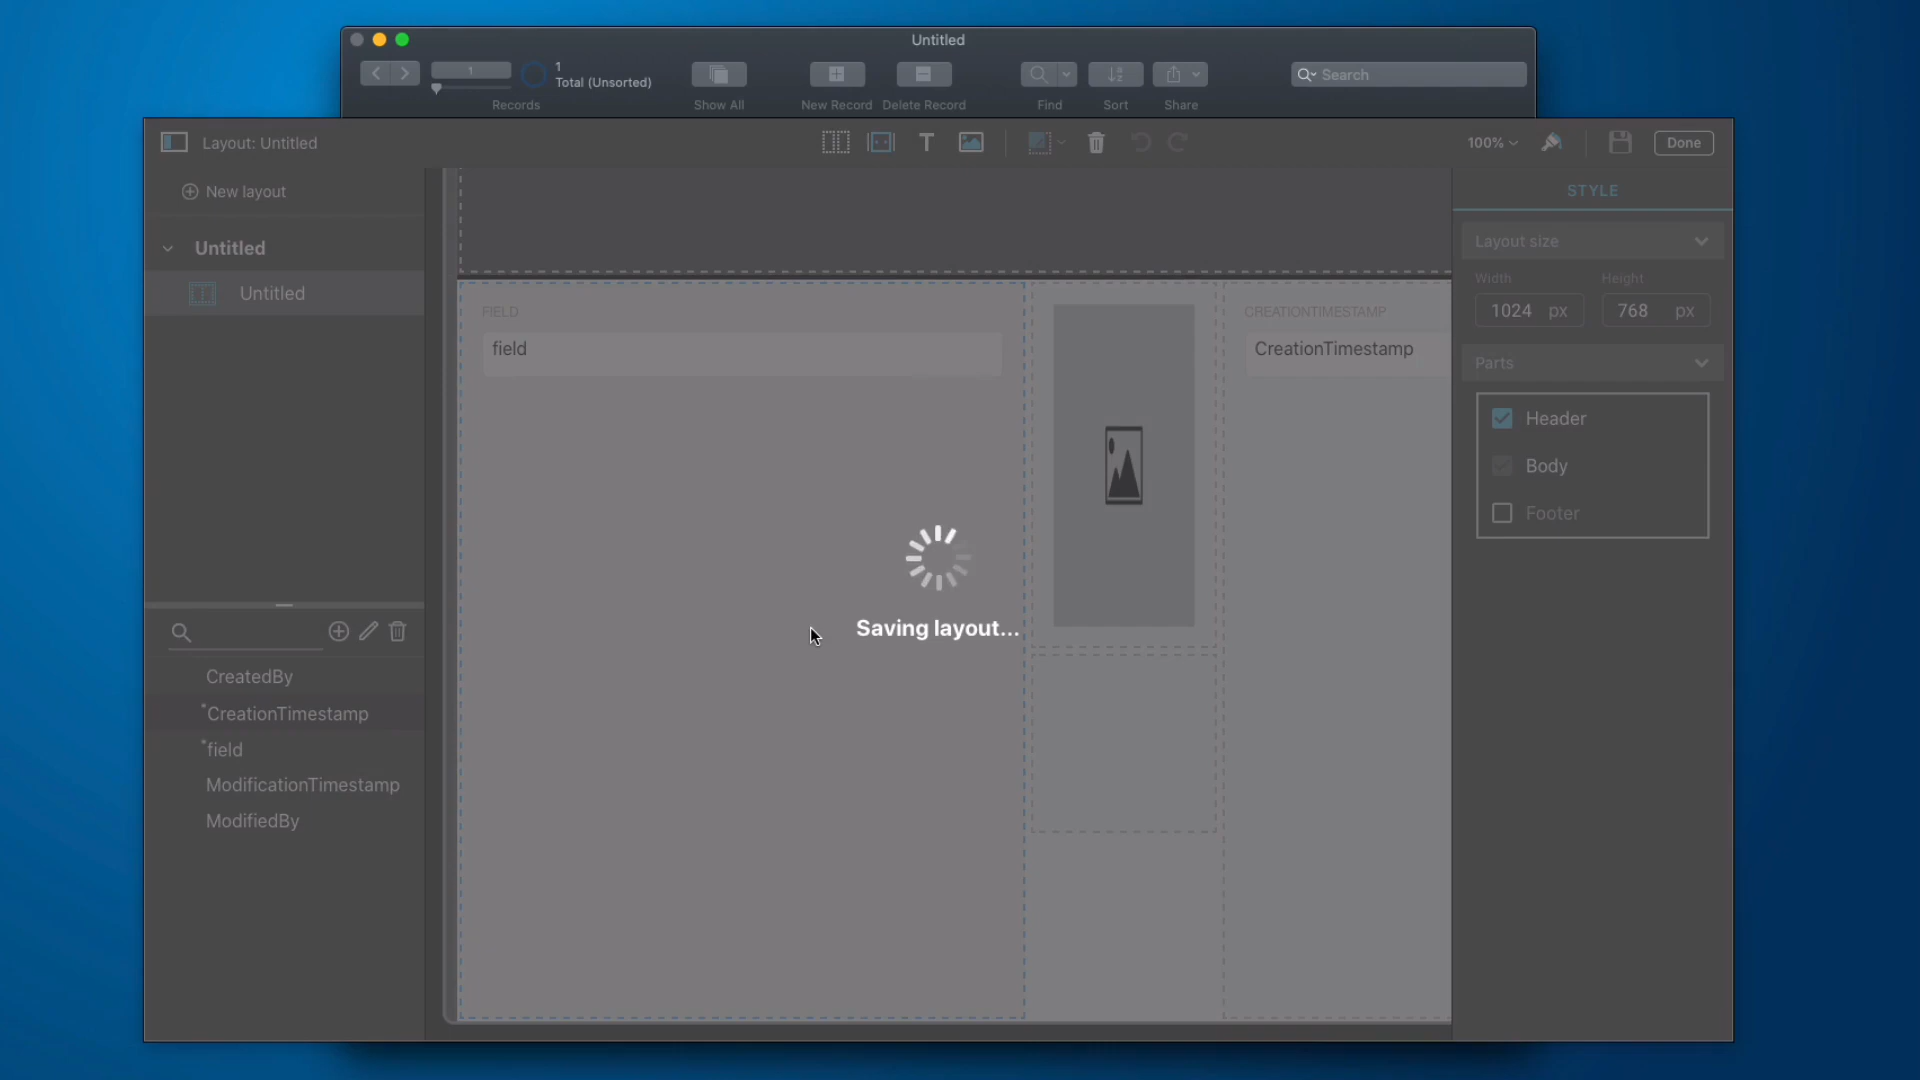 Untitled
1
1
Total (Unsorted)
Records
Show All
New Record
Delete Record
Find
Sort
Share
Search
Layout: Untitled
T
100%
Done
New layout
Untitled
Untitled
CreatedBy
*CreationTimestamp
*field
ModificationTimestamp
ModifiedBy
FIELD
field
CREATIONTIMESTAMP
CreationTimestamp
Saving layout...
STYLE
Layout size
Width
Height
1024 px
768 px
Parts
Header
Body
Footer